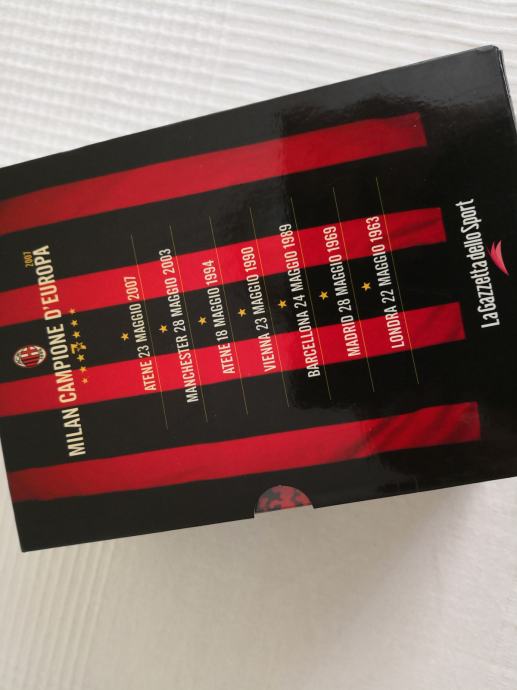 2007
MILAN CAMPIONE D'EUROPA
7
ATENE 23 MAGGIO 2007
MANCHESTER 28 MAGGIO 2003
ATENE 18 MAGGIO 1994
VIENNA 23 MAGGIO 1990
BARCELLONA 24 MAGGIO 1989
MADRID 28 MAGGIO 1969
LONDRA 22 MAGGIO 1963
La Gazzetta dello Sport